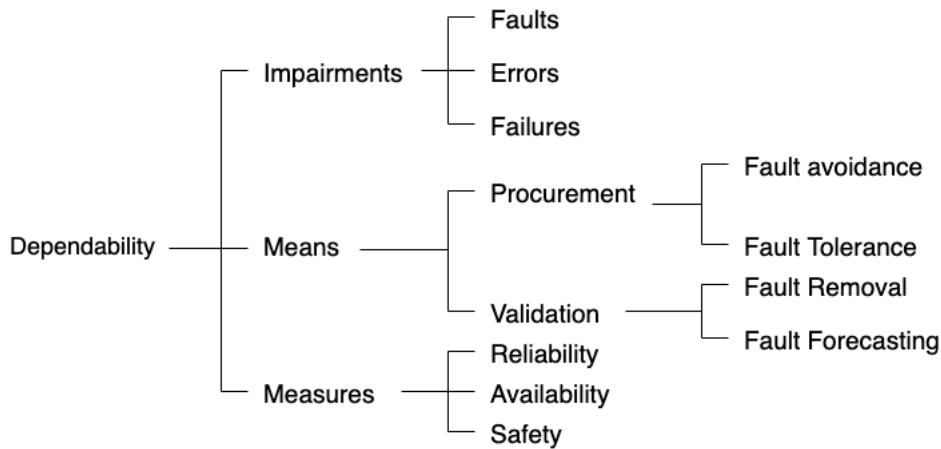 Dependability
Impairments
Faults
Errors
Failures
Means
Procurement
Fault avoidance
Fault Tolerance
Validation
Fault Removal
Fault Forecasting
Measures
Reliability
Availability
Safety